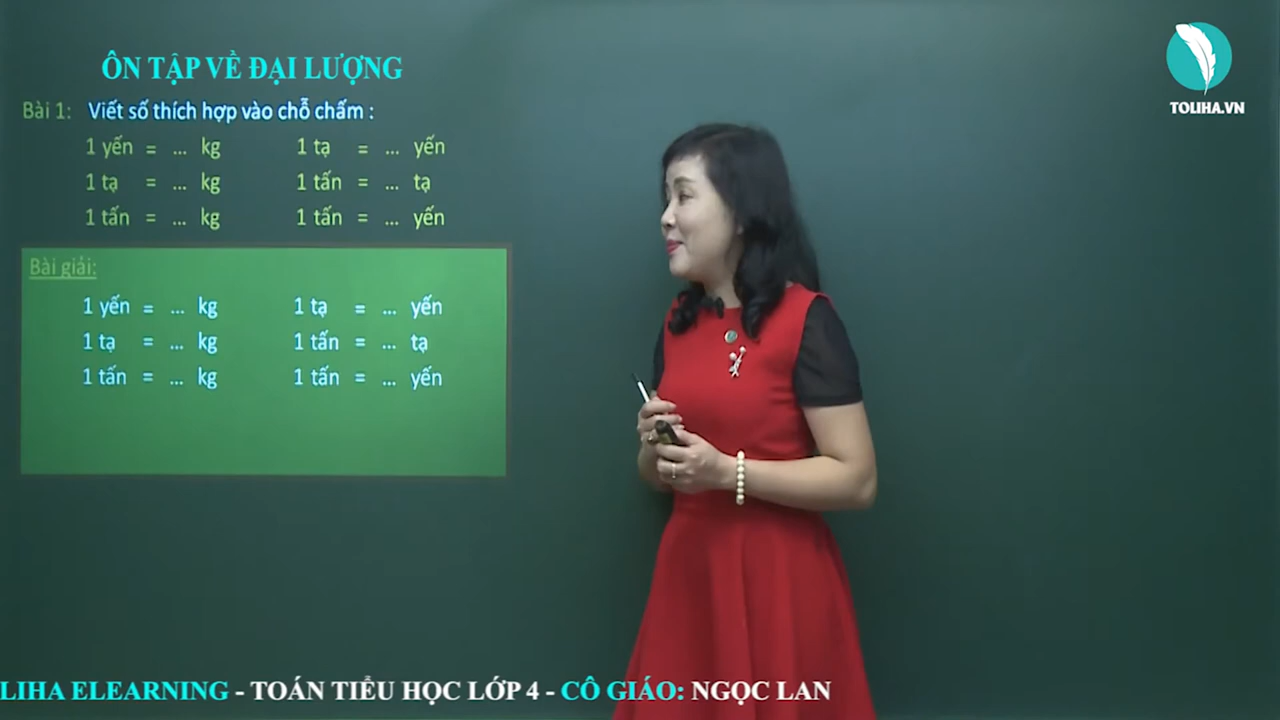 ÔN TẬP VỀ ĐẠI LƯỢNG
TOLIHA.VN
Bài 1: Viết số thích hợp vào chỗ chấm :
1 yến = ... kg 1 tạ = ... yến
1 tạ = ... kg 1 tấn = ... tạ
1 tấn = ... kg 1 tấn = ... yến
Bài giải:
1 yến = ... kg 1 tạ = ... yến
1 tạ = ... kg 1 tấn = ... tạ
1 tấn = ... kg 1 tấn = ... yến
LIHA ELEARNING - TOÁN TIỂU HỌC LỚP 4 - CÔ GIÁO: NGỌC LAN